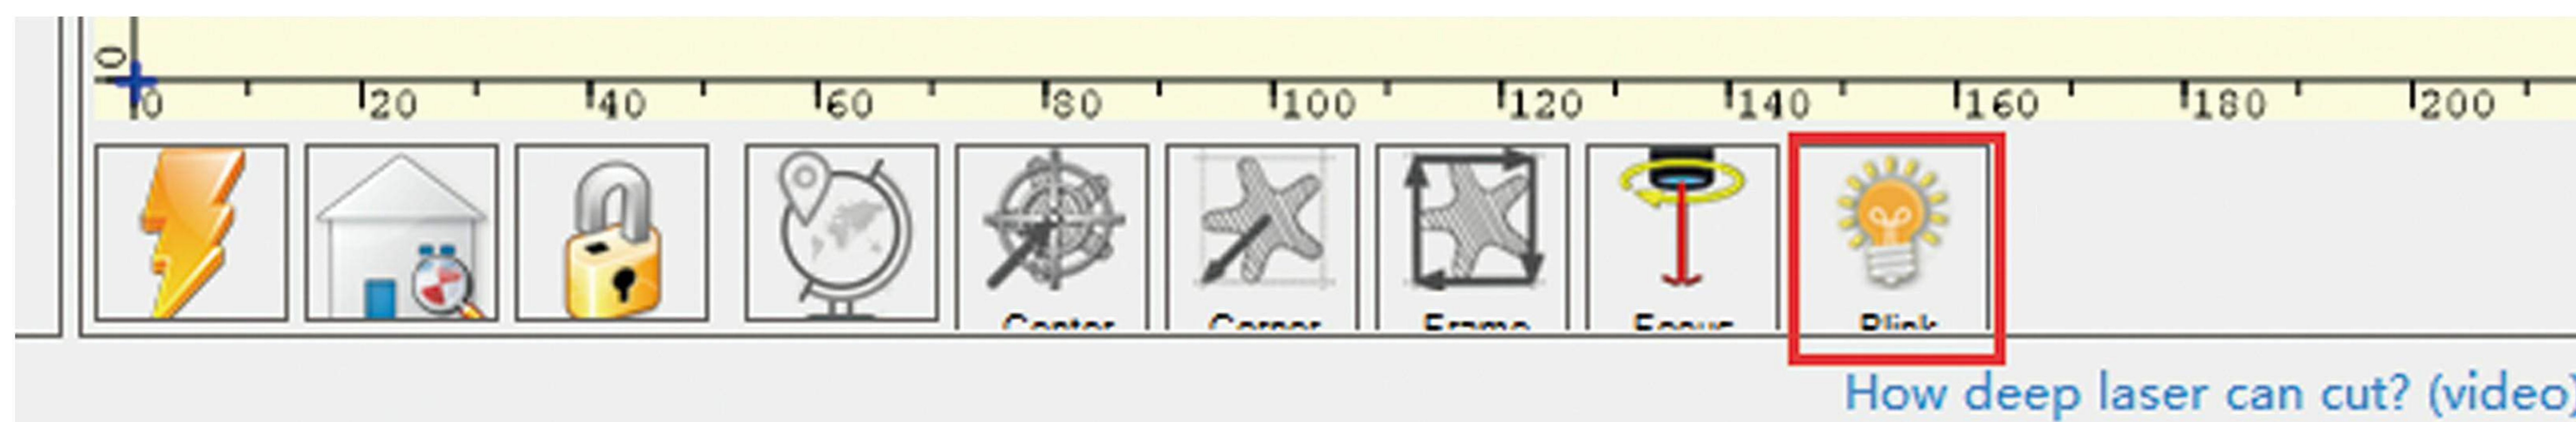 0
0 20 40 60 80 100 120 140 160 180 200
Center Corner Frame Focus Blink
How deep laser can cut? (video)